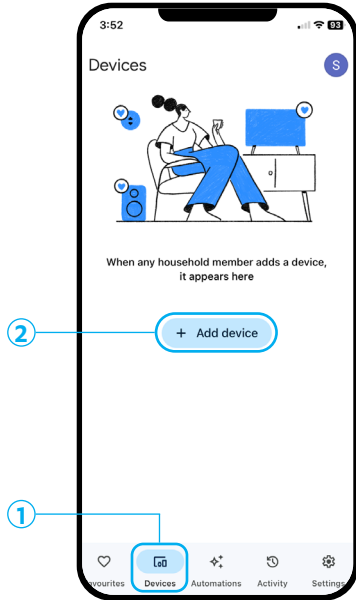 3:52
93
Devices
S
When any household member adds a device,
it appears here
2
+ Add device
1
vourites Devices Automations Activity Settings